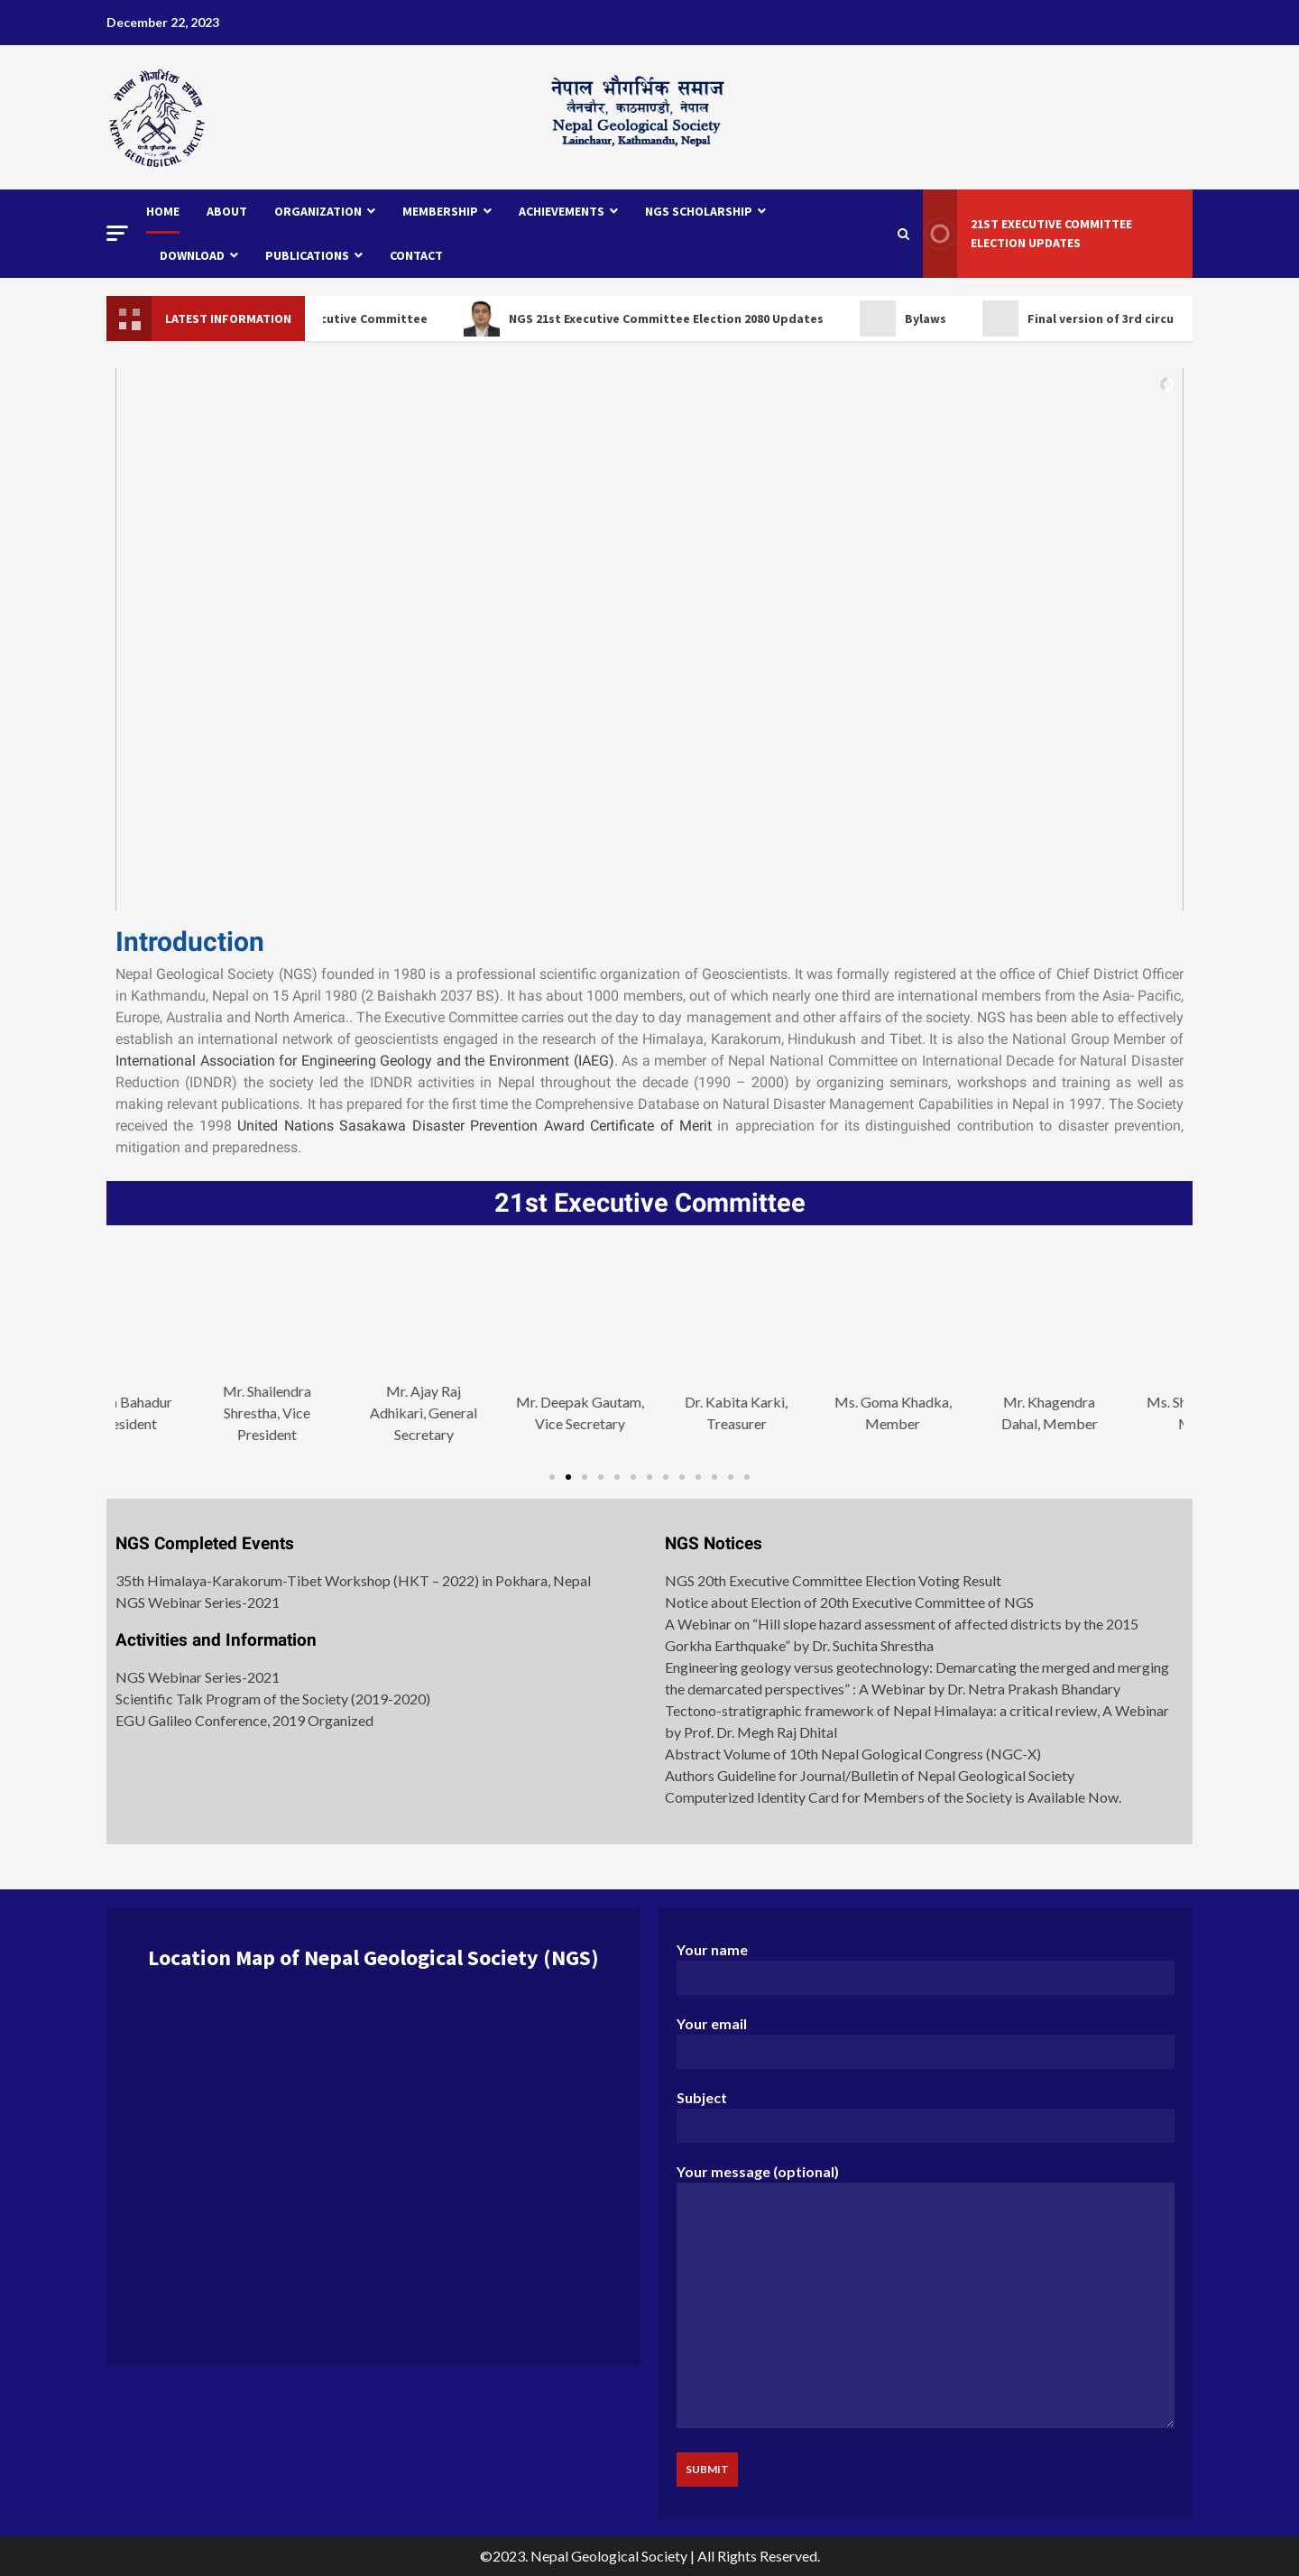 December 22, 2023
नेपाल भौगर्भिक समाज
NEPAL GEOLOGICAL SOCIETY
नेपाल भौगर्भिक समाज
लैनचौर, काठमाण्डौ, नेपाल
Nepal Geological Society
Lainchaur, Kathmandu, Nepal
HOME ABOUT ORGANIZATION MEMBERSHIP ACHIEVEMENTS NGS SCHOLARSHIP
DOWNLOAD PUBLICATIONS CONTACT
21ST EXECUTIVE COMMITTEE
ELECTION UPDATES
LATEST INFORMATION cutive Committee NGS 21st Executive Committee Election 2080 Updates Bylaws Final version of 3rd circu
Introduction
Nepal Geological Society (NGS) founded in 1980 is a professional scientific organization of Geoscientists. It was formally registered at the office of Chief District Officer
in Kathmandu, Nepal on 15 April 1980 (2 Baishakh 2037 BS). It has about 1000 members, out of which nearly one third are international members from the Asia- Pacific,
Europe, Australia and North America.. The Executive Committee carries out the day to day management and other affairs of the society. NGS has been able to effectively
establish an international network of geoscientists engaged in the research of the Himalaya, Karakorum, Hindukush and Tibet. It is also the National Group Member of
International Association for Engineering Geology and the Environment (IAEG). As a member of Nepal National Committee on International Decade for Natural Disaster
Reduction (IDNDR) the society led the IDNDR activities in Nepal throughout the decade (1990 – 2000) by organizing seminars, workshops and training as well as
making relevant publications. It has prepared for the first time the Comprehensive Database on Natural Disaster Management Capabilities in Nepal in 1997. The Society
received the 1998 United Nations Sasakawa Disaster Prevention Award Certificate of Merit in appreciation for its distinguished contribution to disaster prevention,
mitigation and preparedness.
21st Executive Committee
Bahadur
esident
Mr. Shailendra
Shrestha, Vice
President
Mr. Ajay Raj
Adhikari, General
Secretary
Mr. Deepak Gautam,
Vice Secretary
Dr. Kabita Karki,
Treasurer
Ms. Goma Khadka,
Member
Mr. Khagendra
Dahal, Member
Ms. Sh
M
NGS Completed Events
35th Himalaya-Karakorum-Tibet Workshop (HKT – 2022) in Pokhara, Nepal
NGS Webinar Series-2021
Activities and Information
NGS Webinar Series-2021
Scientific Talk Program of the Society (2019-2020)
EGU Galileo Conference, 2019 Organized
NGS Notices
NGS 20th Executive Committee Election Voting Result
Notice about Election of 20th Executive Committee of NGS
A Webinar on “Hill slope hazard assessment of affected districts by the 2015
Gorkha Earthquake” by Dr. Suchita Shrestha
Engineering geology versus geotechnology: Demarcating the merged and merging
the demarcated perspectives” : A Webinar by Dr. Netra Prakash Bhandary
Tectono-stratigraphic framework of Nepal Himalaya: a critical review, A Webinar
by Prof. Dr. Megh Raj Dhital
Abstract Volume of 10th Nepal Gological Congress (NGC-X)
Authors Guideline for Journal/Bulletin of Nepal Geological Society
Computerized Identity Card for Members of the Society is Available Now.
Location Map of Nepal Geological Society (NGS)
Your name
Your email
Subject
Your message (optional)
SUBMIT
©2023. Nepal Geological Society | All Rights Reserved.